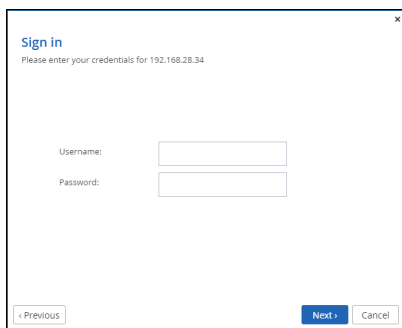 ×
Sign in
Please enter your credentials for 192.168.28.34
Username:
Password:
‹ Previous
Next ›
Cancel